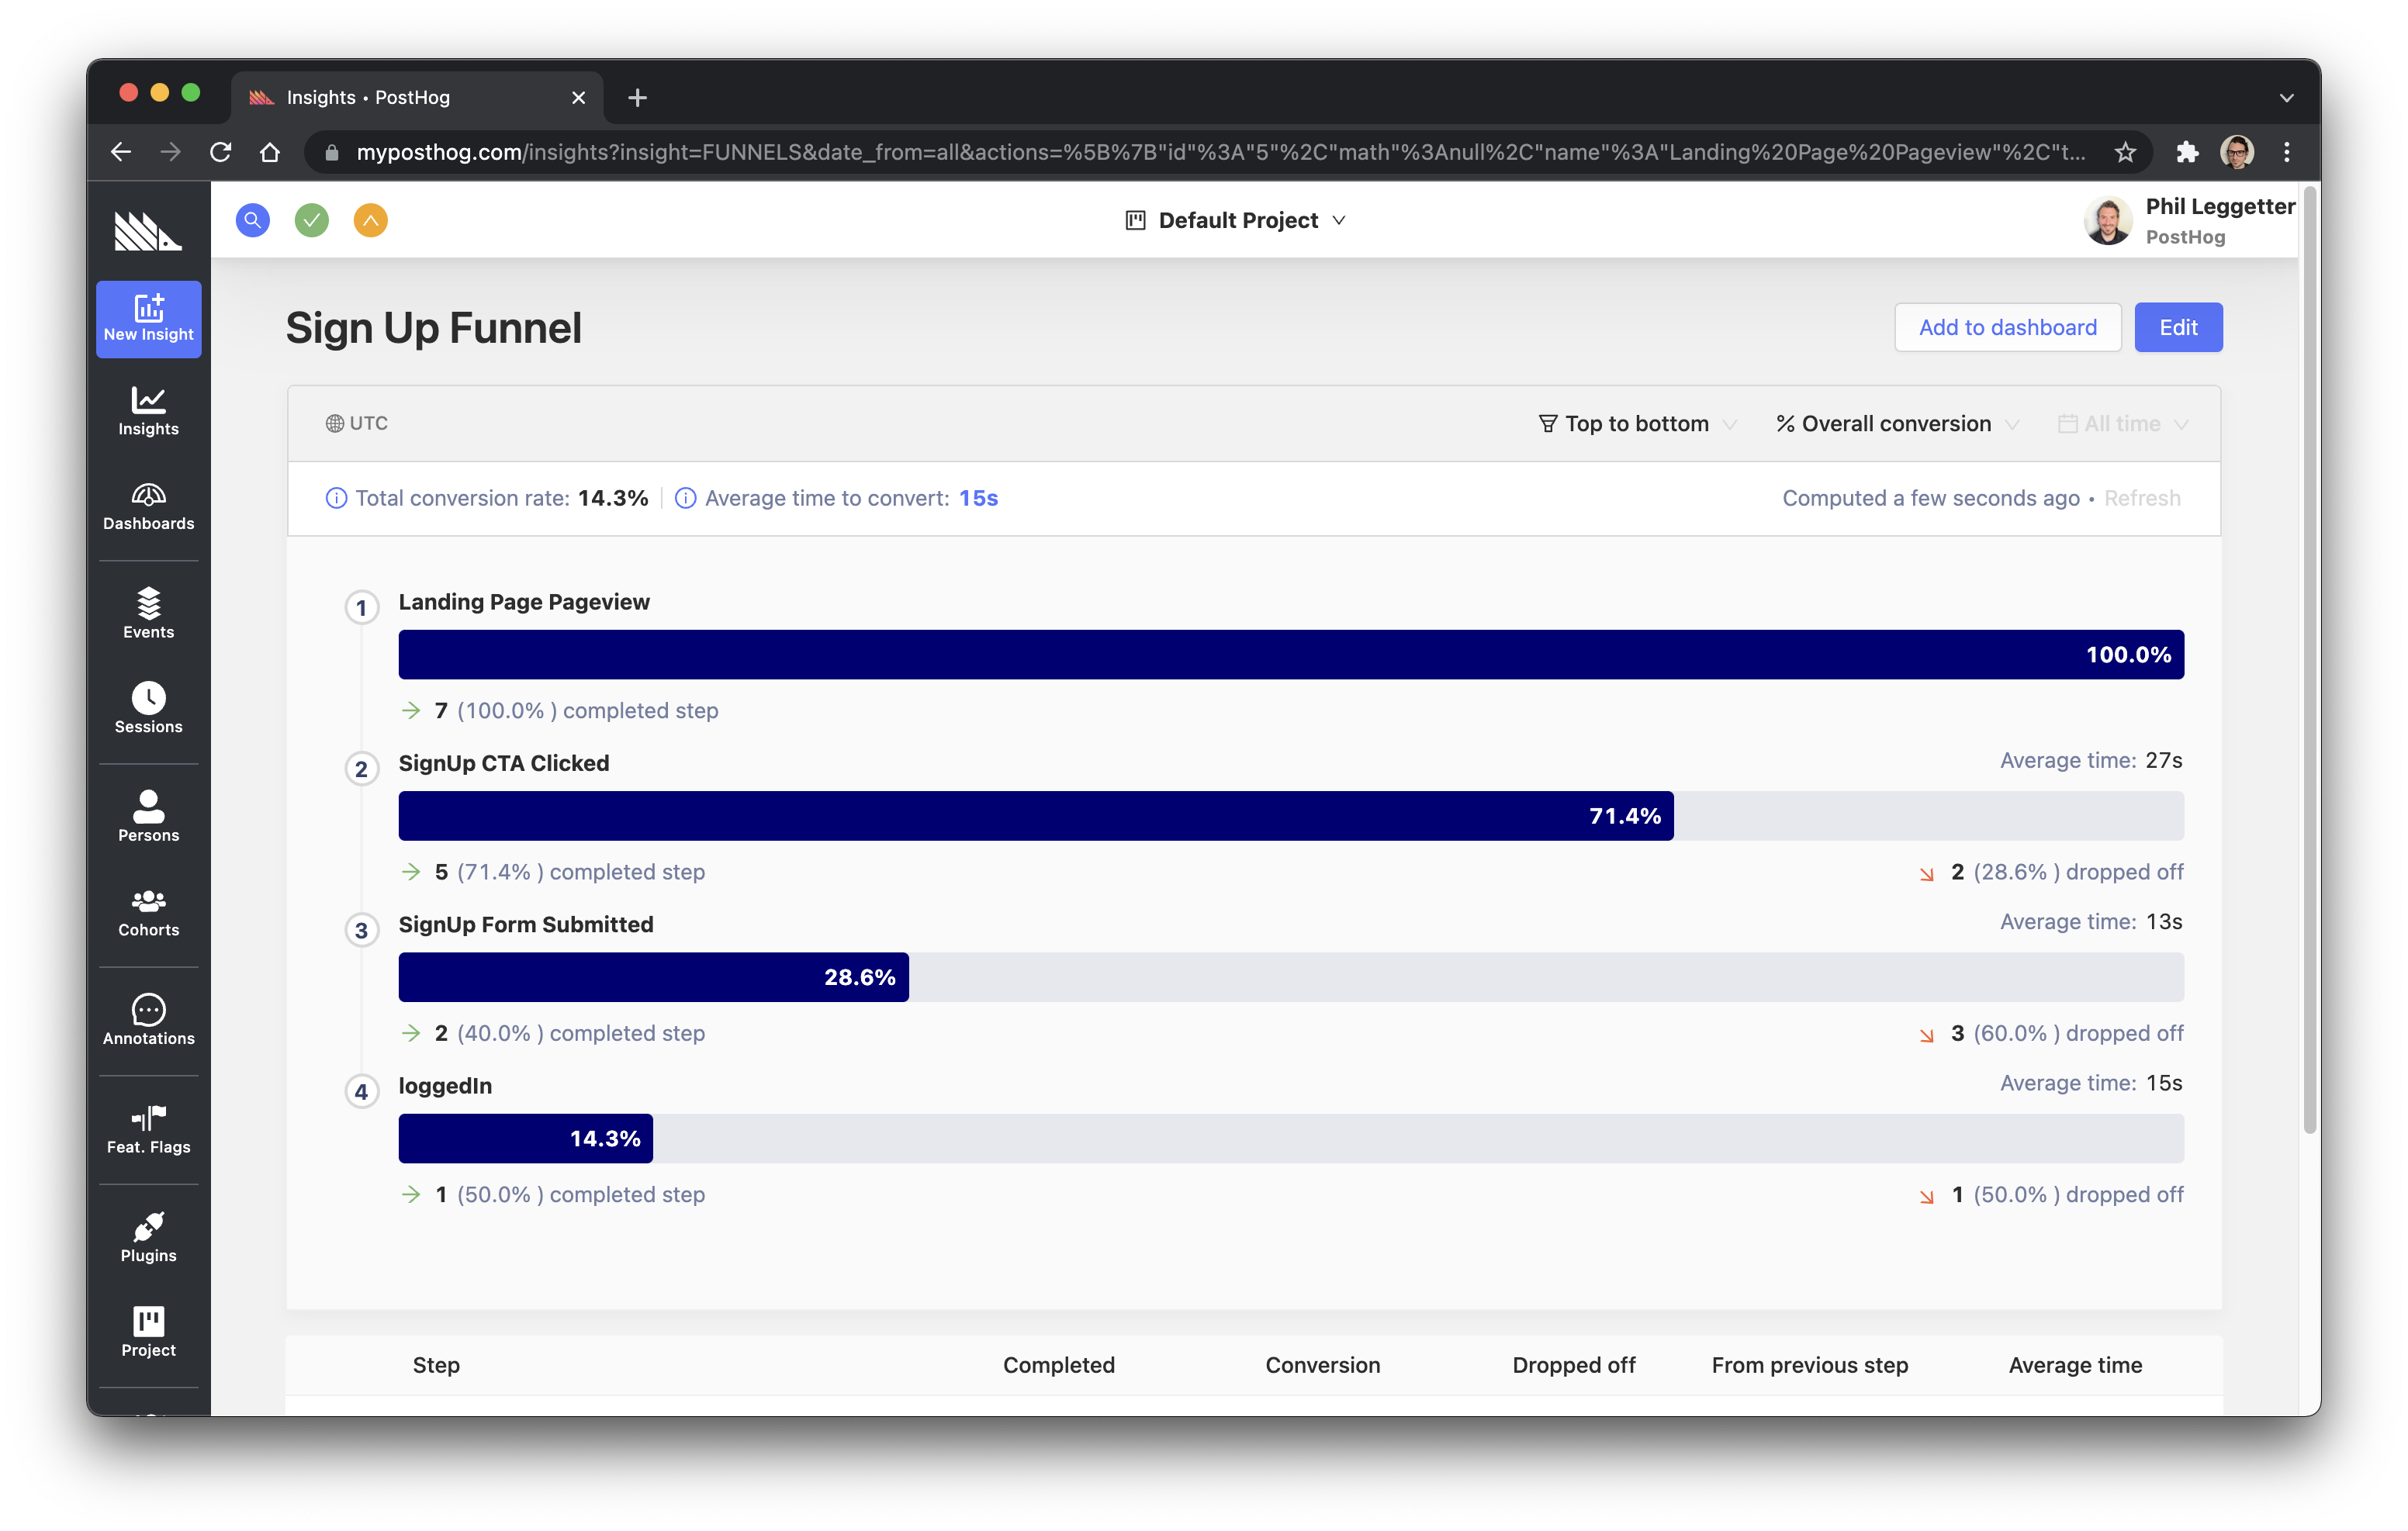 Insights • PostHog
myposthog.com/insights?insight=FUNNELS&date_from=all&actions=%5B%7B"id"%3A"5"%2C"math"%3Anull%2C"name"%3A"Landing%20Page%20Pageview"%2C"t...
Default Project
Phil Leggetter
PostHog
New Insight
Insights
Dashboards
Events
Sessions
Persons
Cohorts
Annotations
Feat. Flags
Plugins
Project
Sign Up Funnel
Add to dashboard
Edit
UTC
Top to bottom
% Overall conversion
All time
Total conversion rate: 14.3%
Average time to convert: 15s
Computed a few seconds ago • Refresh
1 Landing Page Pageview
100.0%
7 (100.0% ) completed step
2 SignUp CTA Clicked
Average time: 27s
71.4%
5 (71.4% ) completed step
2 (28.6% ) dropped off
3 SignUp Form Submitted
Average time: 13s
28.6%
2 (40.0% ) completed step
3 (60.0% ) dropped off
4 loggedIn
Average time: 15s
14.3%
1 (50.0% ) completed step
1 (50.0% ) dropped off
Step Completed Conversion Dropped off From previous step Average time